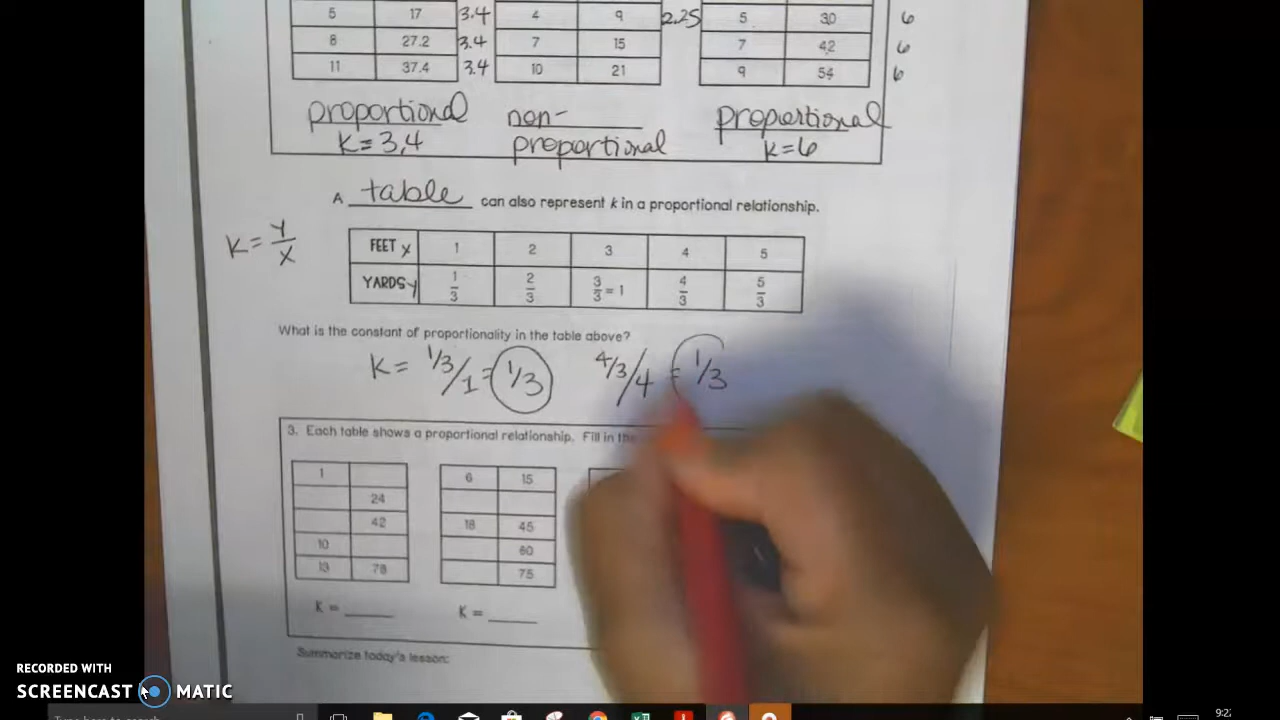 5 17 3.4 4 9 2.25 5 30 6
8 27.2 3.4 7 15 7 42 6
11 37.4 3.4 10 21 9 54 6
proportional non- proportional
K = 3.4 proportional K = 6
A table can also represent k in a proportional relationship.
K = Y/X
FEET X 1 2 3 4 5
YARDS Y 1/3 2/3 3/3 = 1 4/3 5/3
What is the constant of proportionality in the table above?
K = 1/3/1 = 1/3 4/3/4 = 1/3
3. Each table shows a proportional relationship. Fill in the
1 6 15
24
42 18 45
10 60
13 78 75
K = ____ K = ____
Summarize today's lesson:
RECORDED WITH
SCREENCAST MATIC